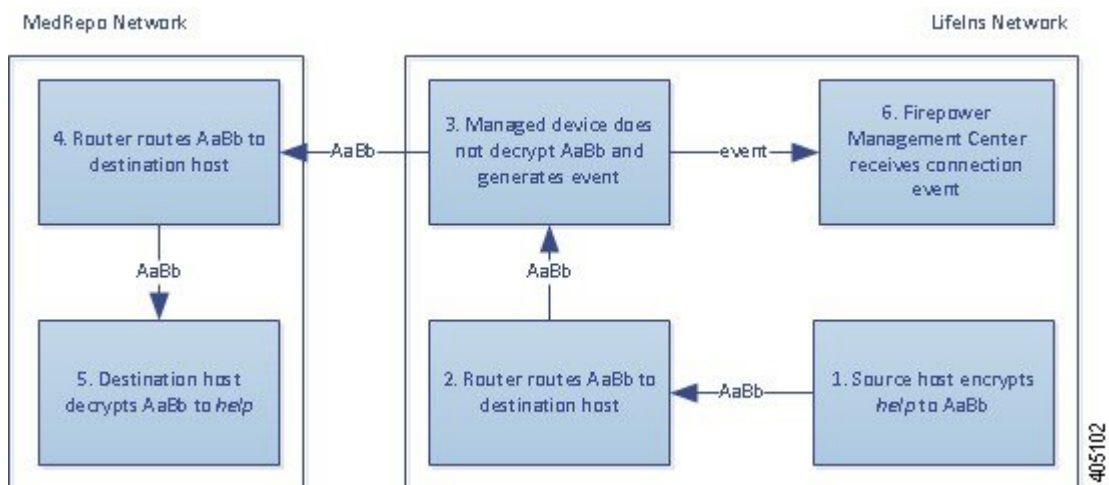 MedRepo Network
LifeIns Network
4. Router routes AaBb to
destination host
AaBb
3. Managed device does
not decrypt AaBb and
generates event
event
6. Firepower
Management Center
receives connection
event
AaBb
AaBb
5. Destination host
decrypts AaBb to help
2. Router routes AaBb to
destination host
AaBb
1. Source host encrypts
help to AaBb
405102